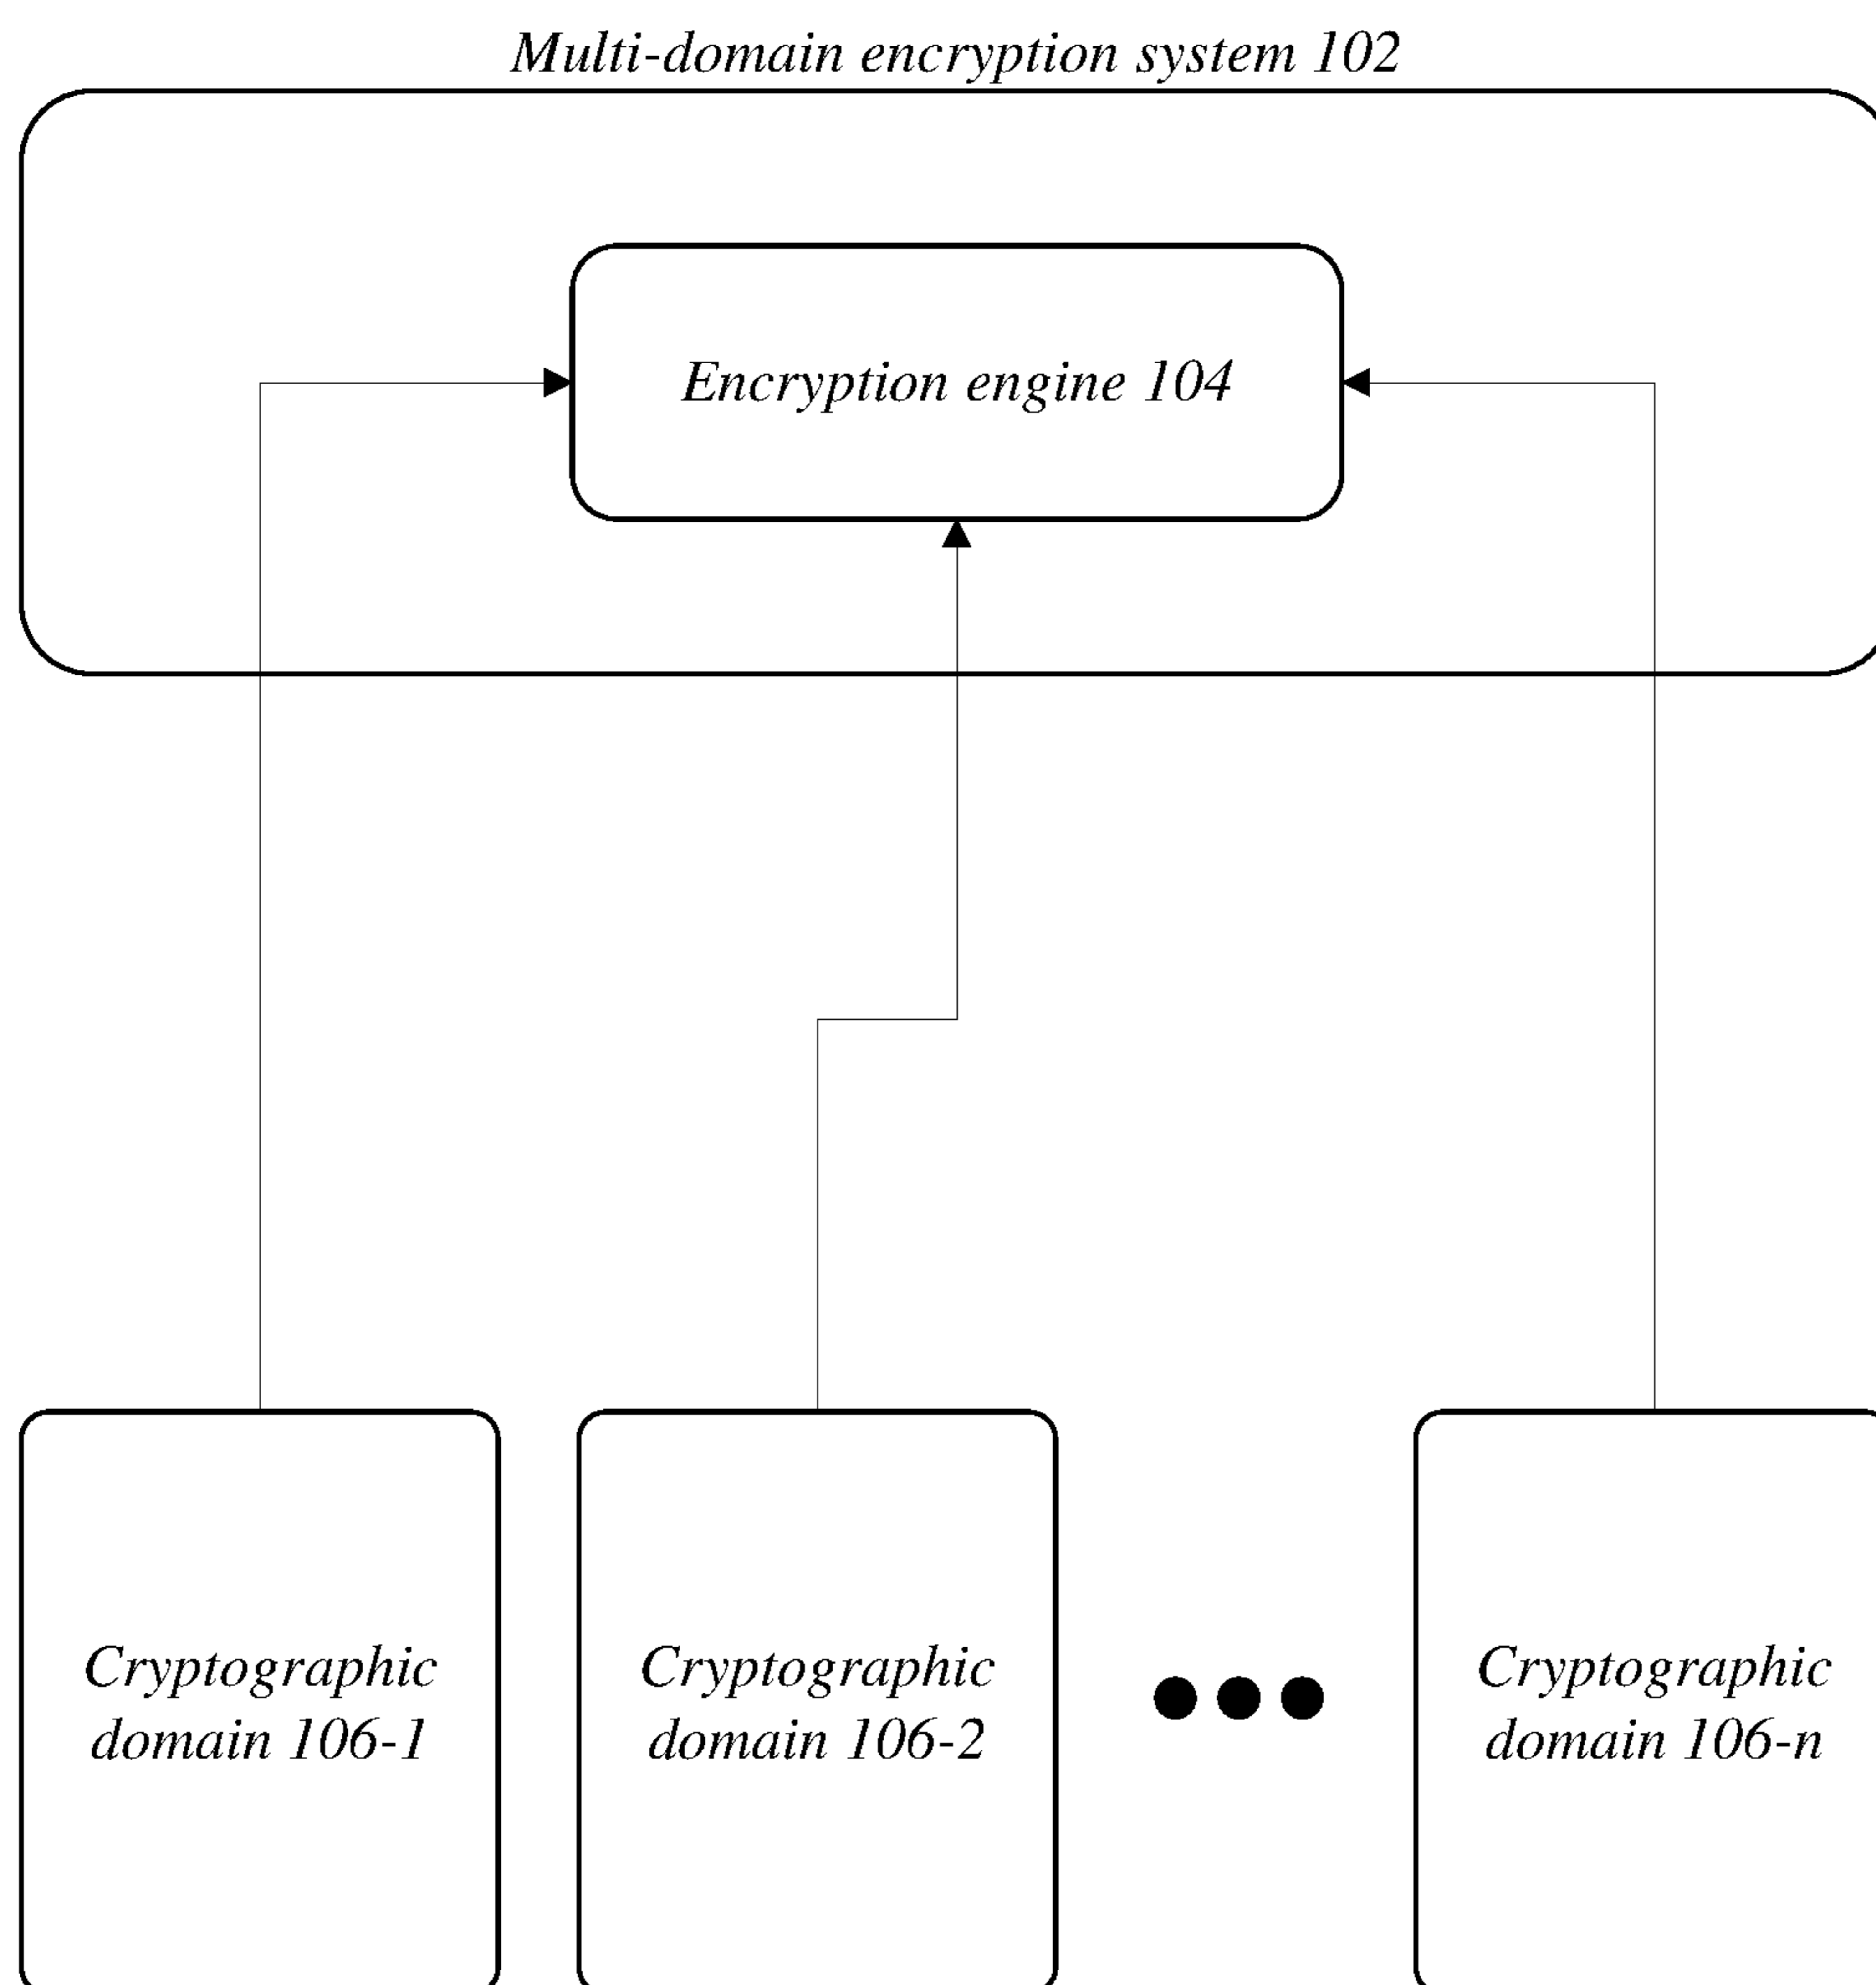 Multi-domain encryption system 102
Encryption engine 104
Cryptographic
domain 106-1
Cryptographic
domain 106-2
Cryptographic
domain 106-n